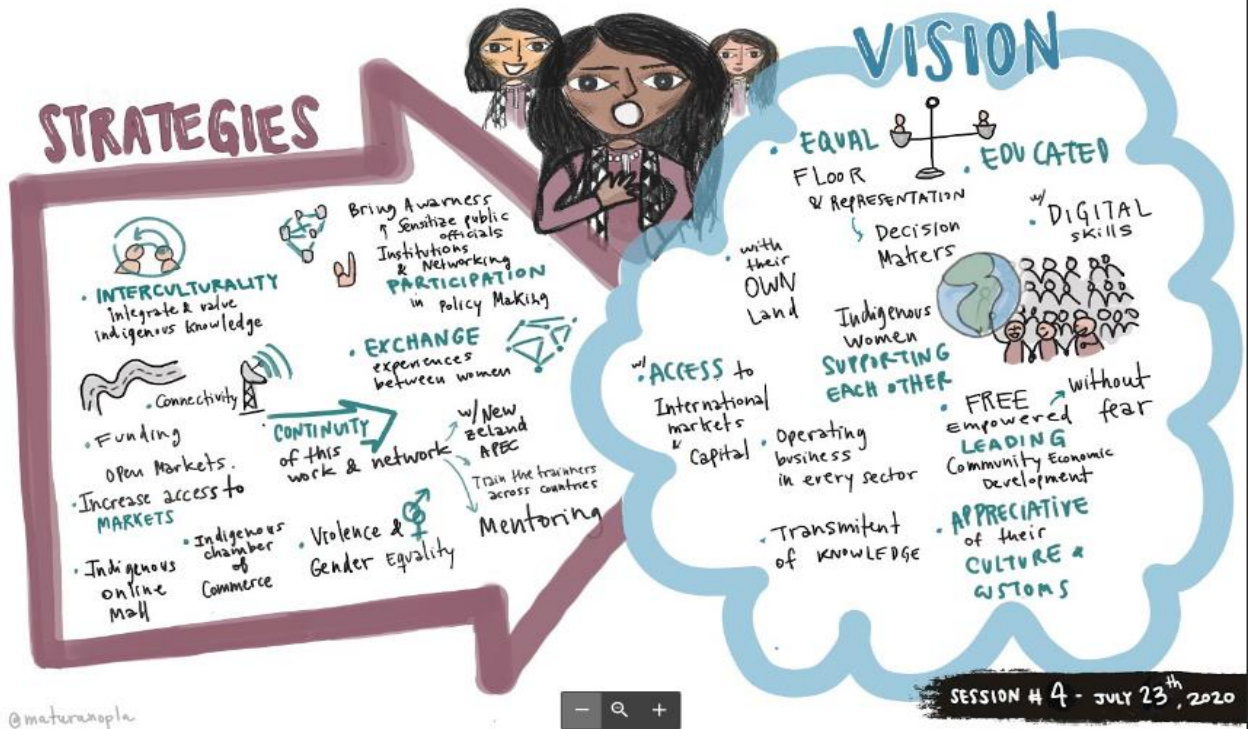 STRATEGIES
• INTERCULTURALITY
integrate & value
indigenous knowledge
Bring Awarness
& Sensitize public
officials
Institutions
& Networking
PARTICIPATION
in Policy Making
• EXCHANGE
experiences
between women
• Connectivity
• Funding
Open Markets.
• Increase access to
MARKETS
CONTINUITY
of this
work & network
w/ New
zeland
APEC
Train the trainners
across countries
Mentoring
• Indigenous
online
Mall
• Indigenous
chamber
of
Commerce
• Violence &
Gender Equality
VISION
• EQUAL
FLOOR
& REPRESENTATION
Decision
Makers
• EDUCATED
w/
• DIGITAL
skills
• with
their
OWN
Land
Indigenous
women
SUPPORTING
EACH OTHER
w/ ACCESS to
International
markets
&
Capital
• Operating
business
in every sector
• FREE
Empowered
without
fear
LEADING
Community Economic
Development
• Transmitent
of KNOWLEDGE
• APPRECIATIVE
of their
CULTURE &
CUSTOMS
SESSION # 4 - JULY 23th, 2020
@maturanopla